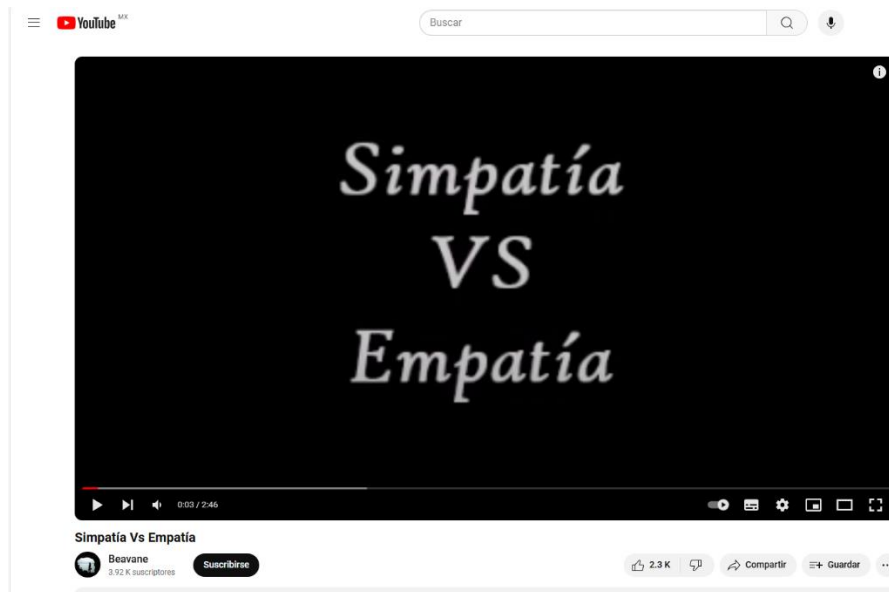 YouTube MX
Buscar
Simpatía
VS
Empatía
0:03 / 2:46
Simpatía Vs Empatía
Beavane
3.92 K suscriptores
Suscribirse
2.3 K
Compartir
Guardar